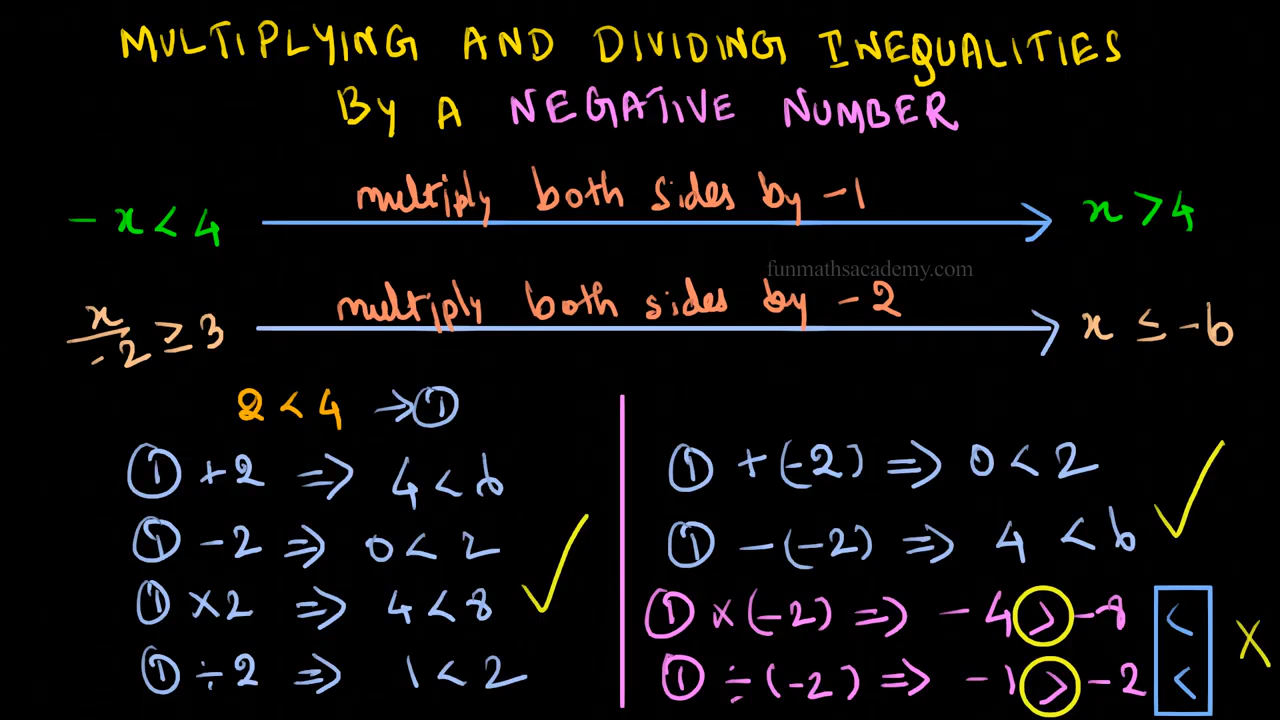 MULTIPLYING AND DIVIDING INEQUALITIES
BY A NEGATIVE NUMBER
-x < 4 multiply both sides by -1 x > 4
funmathsacademy.com
x/-2 ≥ 3 multiply both sides by -2 x ≤ -6
2 < 4 → ①
① + 2 ⇒ 4 < 6
① - 2 ⇒ 0 < 2
① × 2 ⇒ 4 < 8
① ÷ 2 ⇒ 1 < 2
✓
① + (-2) ⇒ 0 < 2
① - (-2) ⇒ 4 < 6
✓
① × (-2) ⇒ -4 > -8 <
① ÷ (-2) ⇒ -1 > -2 <
X